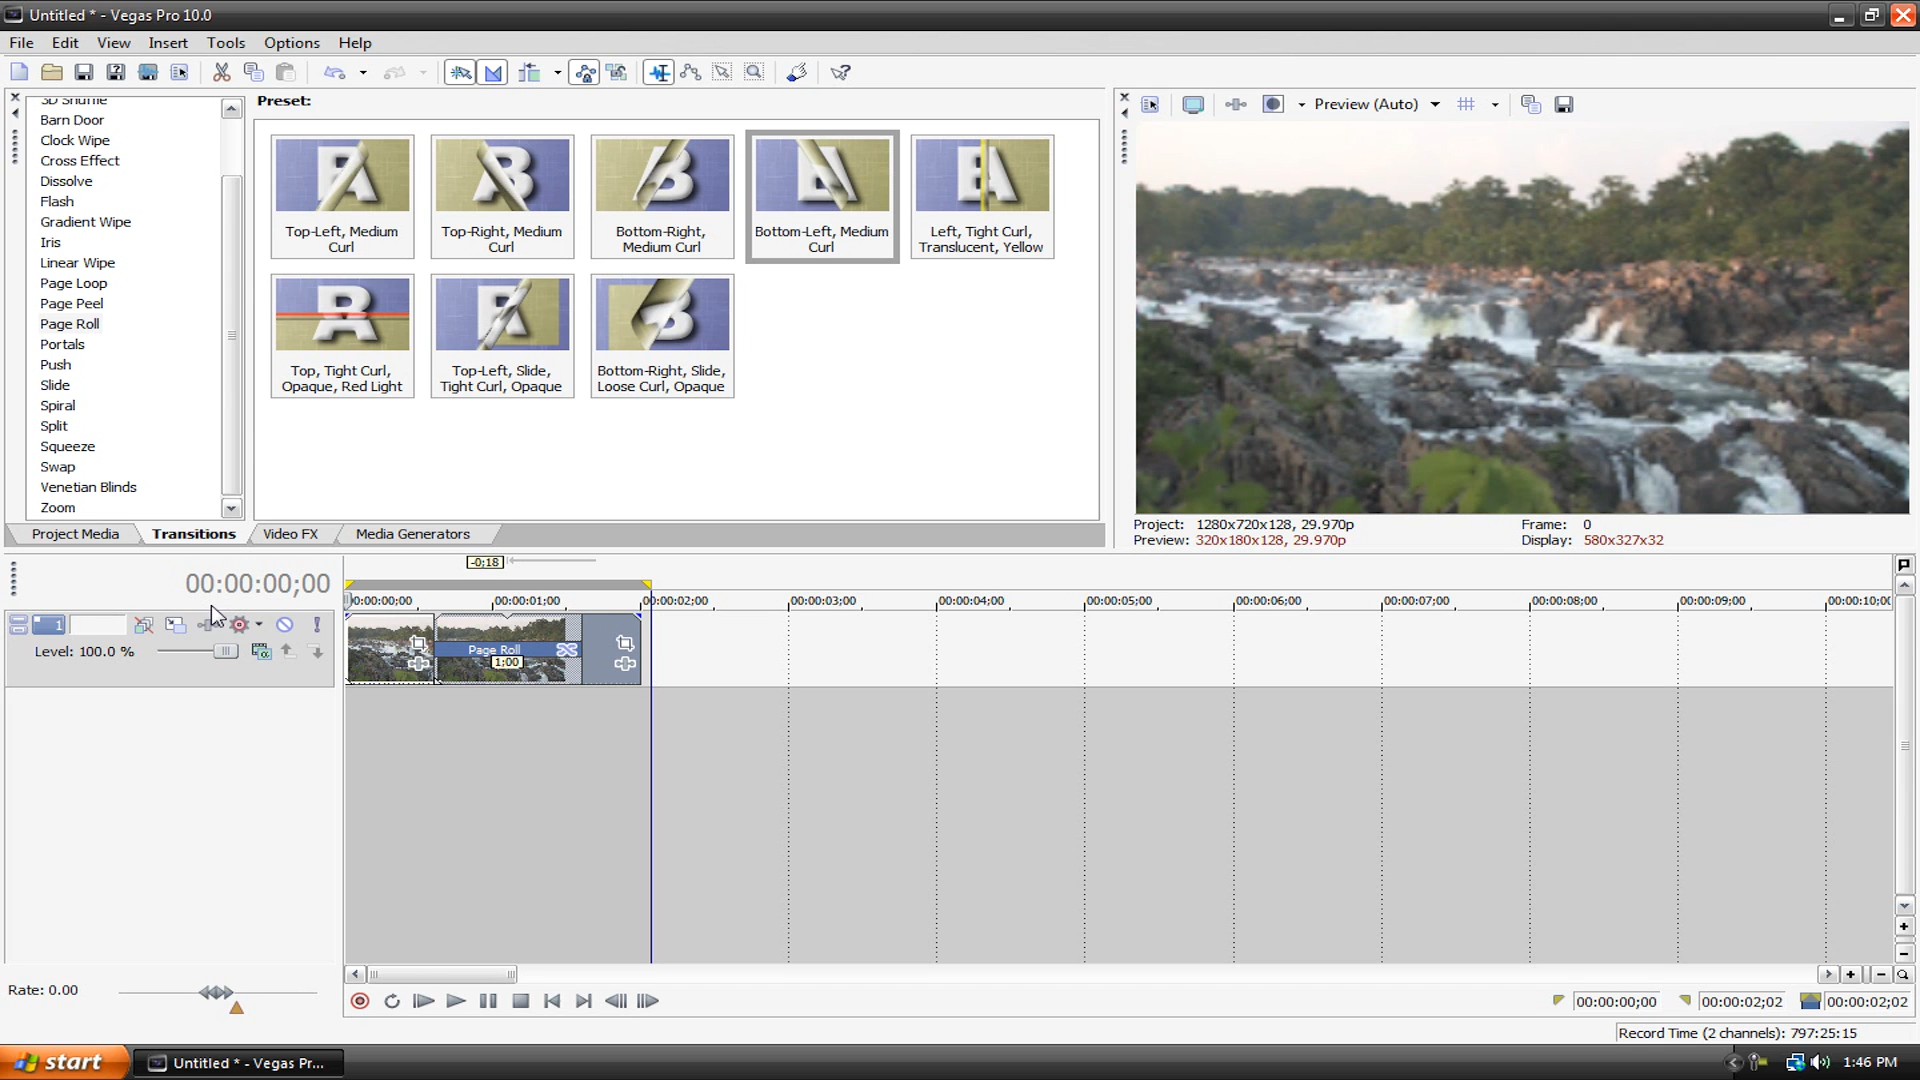 Untitled * - Vegas Pro 10.0
File Edit View Insert Tools Options Help
Preset:
3D Shuffle
Barn Door
Clock Wipe
Cross Effect
Dissolve
Flash
Gradient Wipe
Iris
Linear Wipe
Page Loop
Page Peel
Page Roll
Portals
Push
Slide
Spiral
Split
Squeeze
Swap
Venetian Blinds
Zoom
Top-Left, Medium
Curl
Top-Right, Medium
Curl
Bottom-Right,
Medium Curl
Bottom-Left, Medium
Curl
Left, Tight Curl,
Translucent, Yellow
Top, Tight Curl,
Opaque, Red Light
Top-Left, Slide,
Tight Curl, Opaque
Bottom-Right, Slide,
Loose Curl, Opaque
Preview (Auto)
Project: 1280x720x128, 29.970p
Frame: 0
Preview: 320x180x128, 29.970p
Display: 580x327x32
Project Media Transitions Video FX Media Generators
-0;18
00:00:00;00
00:00:00;00 00:00:01;00 00:00:02;00 00:00:03;00 00:00:04;00 00:00:05;00 00:00:06;00 00:00:07;00 00:00:08;00 00:00:09;00 00:00:10;00
1
Level: 100.0 %
Page Roll
1;00
Rate: 0.00
00:00:00;00 00:00:02;02 00:00:02;02
Record Time (2 channels): 797:25:15
start
Untitled * - Vegas Pr...
1:46 PM